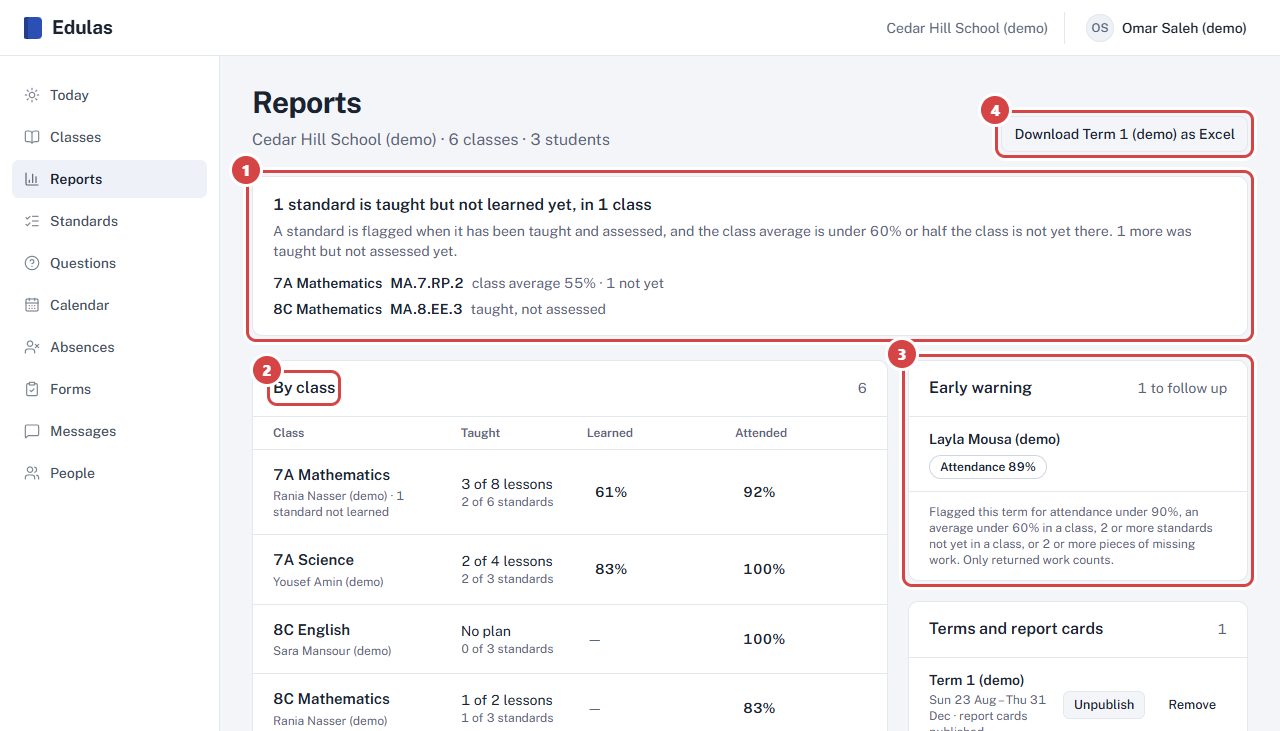 Edulas
Cedar Hill School (demo)
OS
Omar Saleh (demo)
Today
Classes
Reports
Standards
Questions
Calendar
Absences
Forms
Messages
People
Reports
Cedar Hill School (demo) · 6 classes · 3 students
4
Download Term 1 (demo) as Excel
1
1 standard is taught but not learned yet, in 1 class
A standard is flagged when it has been taught and assessed, and the class average is under 60% or half the class is not yet there. 1 more was
taught but not assessed yet.
7A Mathematics MA.7.RP.2 class average 55% · 1 not yet
8C Mathematics MA.8.EE.3 taught, not assessed
2
By class
6
Class Taught Learned Attended
7A Mathematics
Rania Nasser (demo) · 1
standard not learned
3 of 8 lessons
2 of 6 standards
61%
92%
7A Science
Yousef Amin (demo)
2 of 4 lessons
2 of 3 standards
83%
100%
8C English
Sara Mansour (demo)
No plan
0 of 3 standards
—
100%
8C Mathematics
Rania Nasser (demo)
1 of 2 lessons
1 of 3 standards
—
83%
3
Early warning
1 to follow up
Layla Mousa (demo)
Attendance 89%
Flagged this term for attendance under 90%, an
average under 60% in a class, 2 or more standards
not yet in a class, or 2 or more pieces of missing
work. Only returned work counts.
Terms and report cards
1
Term 1 (demo)
Sun 23 Aug – Thu 31
Dec · report cards
published
Unpublish
Remove